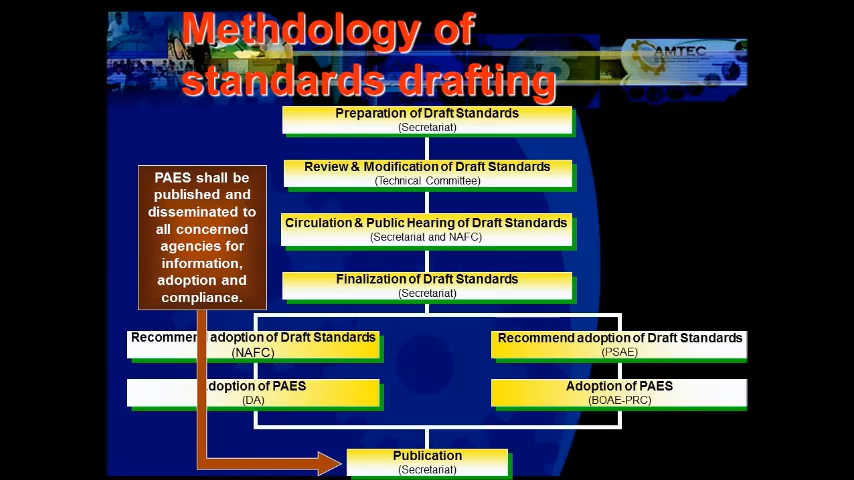 Methdology of
standards drafting
AMTEC
Preparation of Draft Standards
(Secretariat)
Review & Modification of Draft Standards
(Technical Committee)
Circulation & Public Hearing of Draft Standards
(Secretariat and NAFC)
Finalization of Draft Standards
(Secretariat)
PAES shall be
published and
disseminated to
all concerned
agencies for
information,
adoption and
compliance.
Recommend adoption of Draft Standards
(NAFC)
Recommend adoption of Draft Standards
(PSAE)
Adoption of PAES
(DA)
Adoption of PAES
(BOAE-PRC)
Publication
(Secretariat)